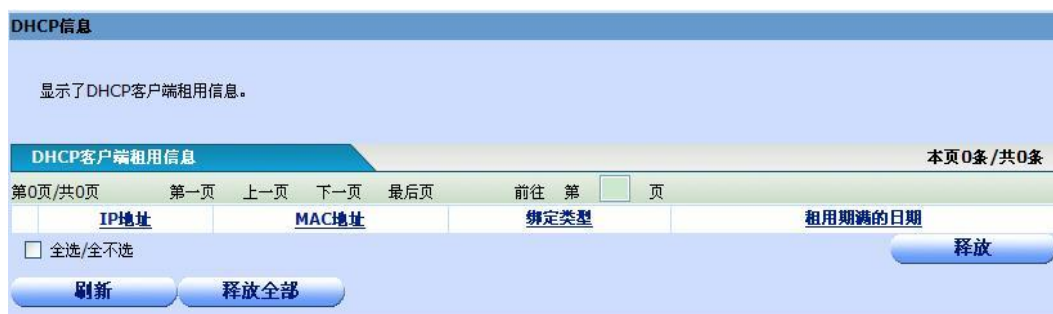 DHCP信息
显示了DHCP客户端租用信息。
DHCP客户端租用信息 本页0条/共0条
第0页/共0页 第一页 上一页 下一页 最后页 前往 第 页
IP地址 MAC地址 绑定类型 租用期满的日期
全选/全不选 释放
刷新 释放全部